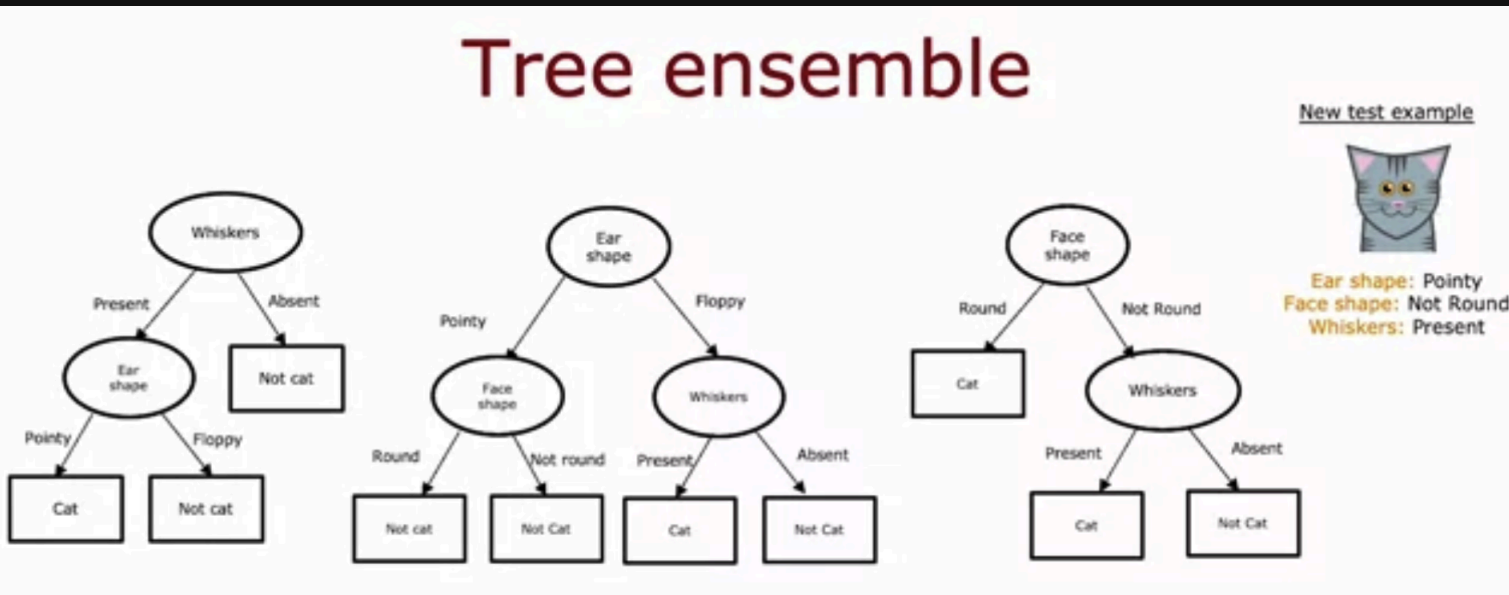 Tree ensemble
New test example
Ear shape: Pointy
Face shape: Not Round
Whiskers: Present
Whiskers
Present
Absent
Ear
shape
Not cat
Pointy
Floppy
Cat
Not cat
Ear
shape
Pointy
Floppy
Face
shape
Whiskers
Round
Not round
Present
Absent
Not cat
Not Cat
Cat
Not Cat
Face
shape
Round
Not Round
Cat
Whiskers
Present
Absent
Cat
Not Cat